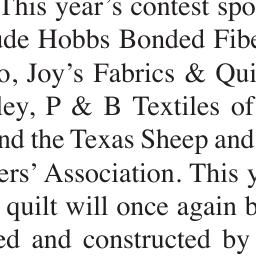 This year’s contest spo
ude Hobbs Bonded Fibe
o, Joy’s Fabrics & Qui
ley, P & B Textiles of
nd the Texas Sheep and
ers’ Association. This y
quilt will once again b
ed and constructed by